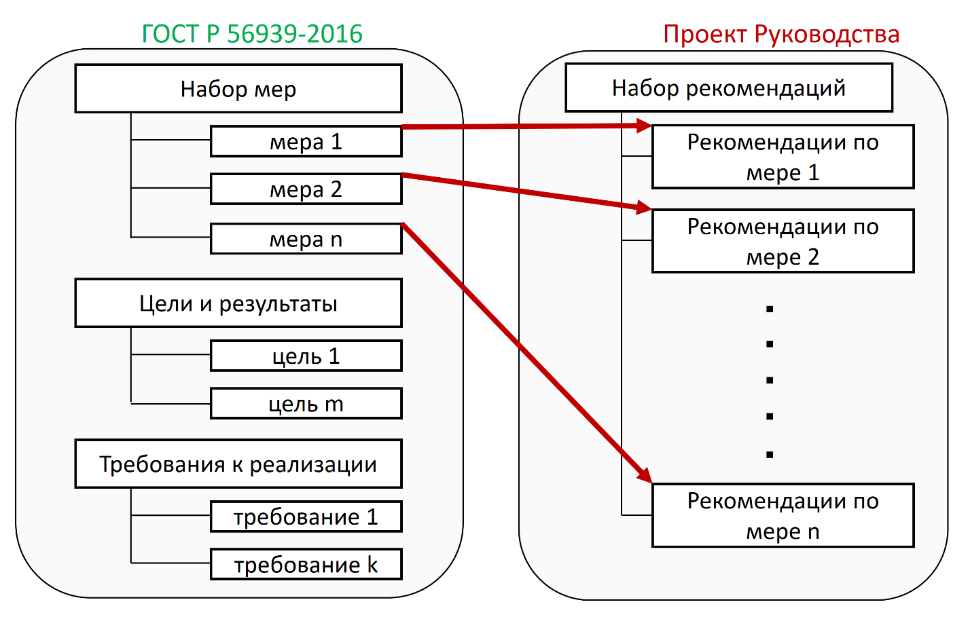 ГОСТ Р 56939-2016
Набор мер
мера 1
мера 2
мера n
Цели и результаты
цель 1
цель m
Требования к реализации
требование 1
требование k
Проект Руководства
Набор рекомендаций
Рекомендации по
мере 1
Рекомендации по
мере 2
Рекомендации по
мере n